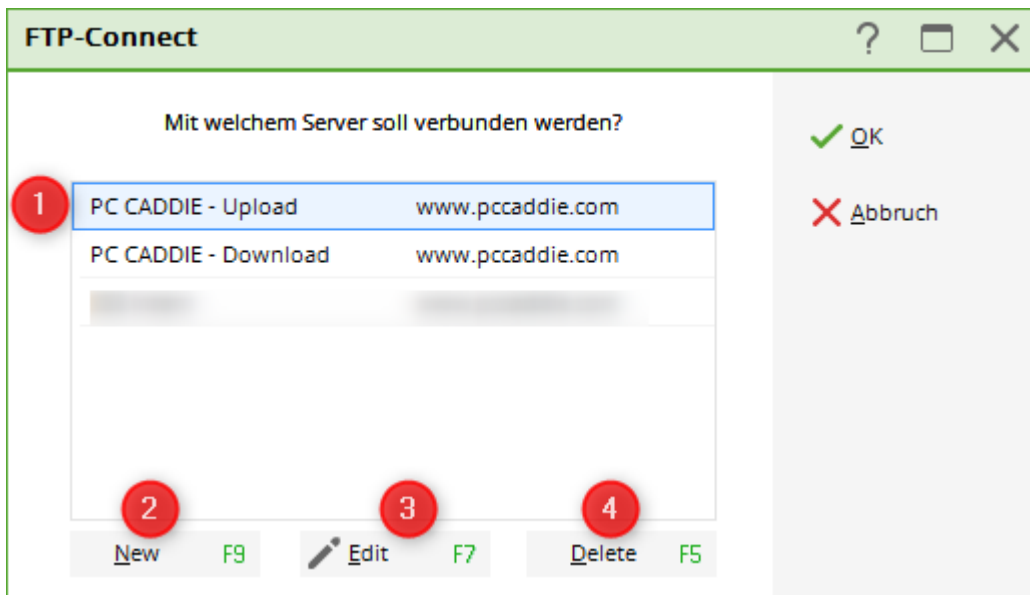 FTP-Connect ?
Mit welchem Server soll verbunden werden?
OK
1 PC CADDIE - Upload www.pccaddie.com
Abbruch
PC CADDIE - Download www.pccaddie.com
2 3 4
New F9 Edit F7 Delete F5